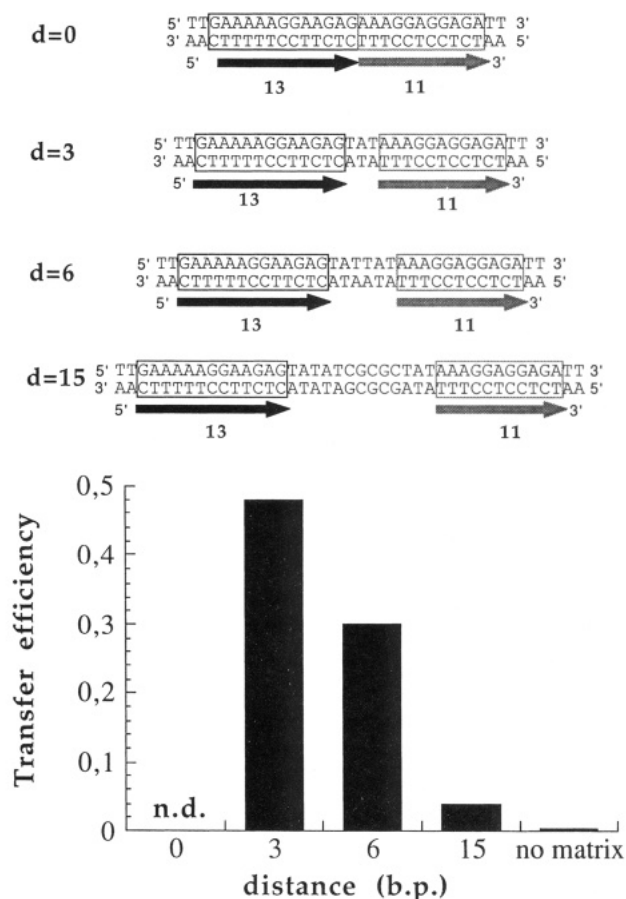 5' TTGAAAAAGGAAGAGAAAGGAGGAGATT 3'
d=0
3' AACTTTTTCCTTCTCTTTCCTCCTCTAA 5'
5' 3'
13 11
5' TTGAAAAAGGAAGAGTATAAAGGAGGAGATT 3'
d=3
3' AACTTTTTCCTTCTCATATTTCCTCCTCTAA 5'
5' 3'
13 11
5' TTGAAAAAGGAAGAGTATTATAAAGGAGGAGATT 3'
d=6
3' AACTTTTTCCTTCTCATAATATTTCCTCCTCTAA 5'
5' 3'
13 11
5' TTGAAAAAGGAAGAGTATATCGCGCTATAAAGGAGGAGATT 3'
d=15
3' AACTTTTTCCTTCTCATATAGCGCGATATTTCCTCCTCTAA 5'
5' 3'
13 11
Transfer efficiency
0,5
0,4
0,3
0,2
0,1
0
n.d.
0 3 6 15 no matrix
distance (b.p.)